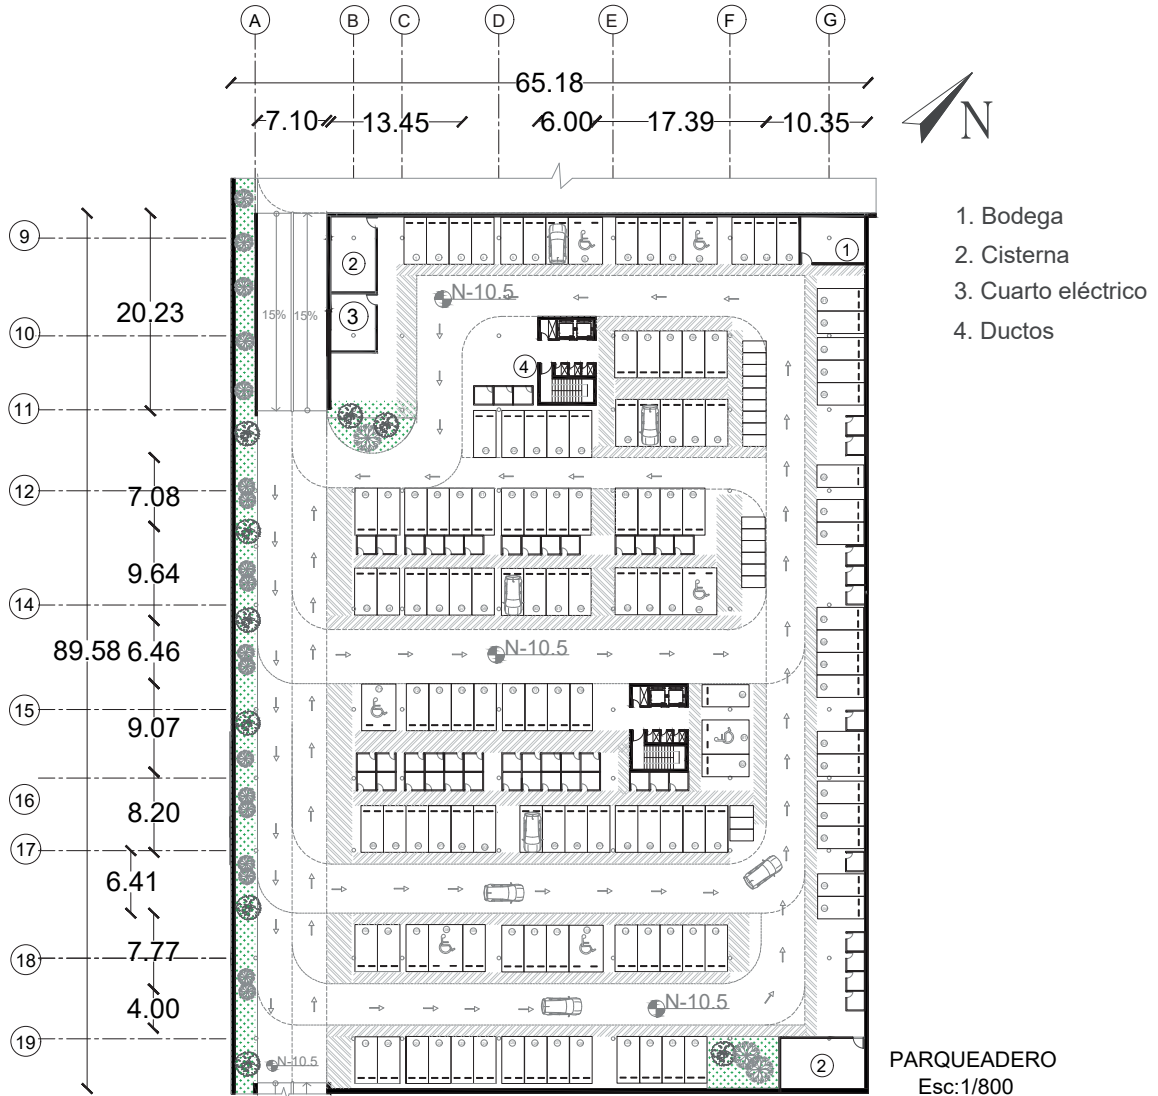 A B C D E F G
65.18
7.10 13.45 6.00 17.39 10.35
N
9
1
1. Bodega
2
2. Cisterna
N-10.5
3. Cuarto eléctrico
20.23
15% 15%
3
4. Ductos
10
4
11
12
7.08
9.64
14
89.58
6.46
N-10.5
15
9.07
16
8.20
17
6.41
18
7.77
4.00
N-10.5
19
N-10.5
2
PARQUEADERO
Esc:1/800